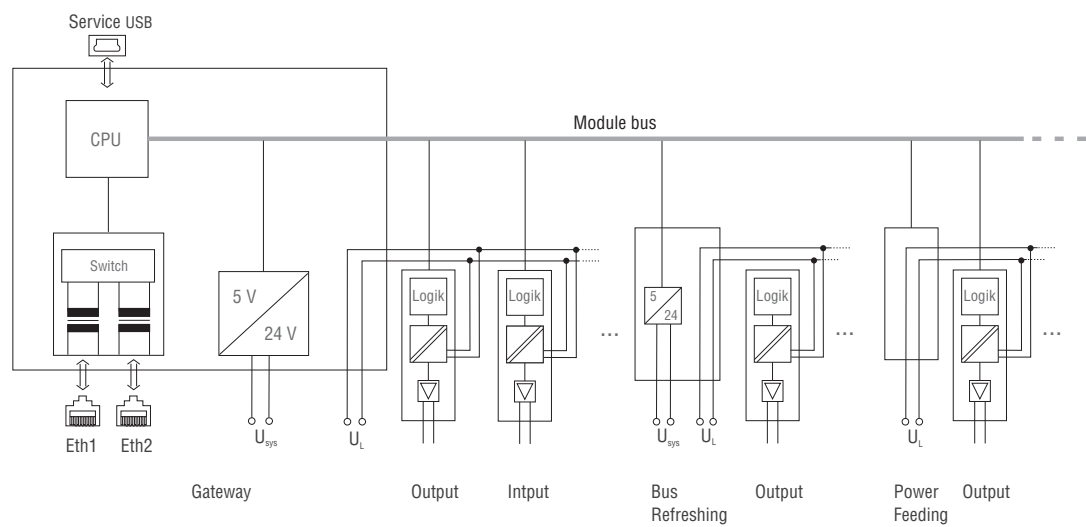 Service USB
CPU
Module bus
Switch
5 V
24 V
Logik
Logik
...
5
24
Logik
...
Logik
...
Eth1
Eth2
Usys
UL
Usys
UL
UL
Gateway
Output
Intput
Bus
Refreshing
Output
Power
Feeding
Output